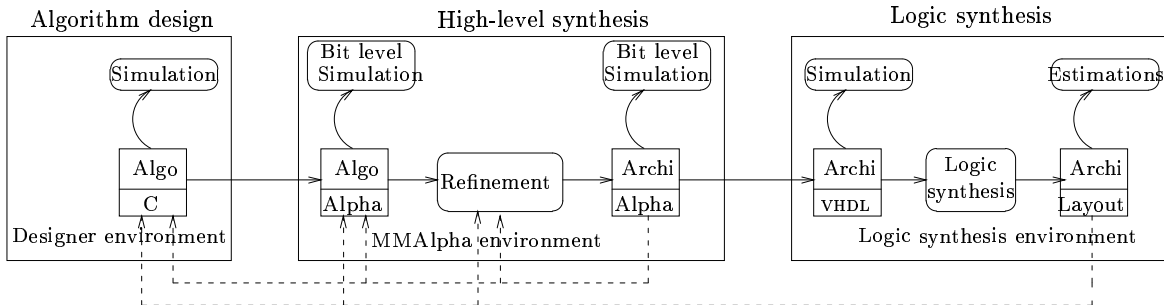 Algorithm design
High-level synthesis
Logic synthesis
Simulation
Algo
C
Designer environment
Bit level
Simulation
Algo
Alpha
Refinement
Bit level
Simulation
Archi
Alpha
MMAlpha environment
Simulation
Archi
VHDL
Logic
synthesis
Estimations
Archi
Layout
Logic synthesis environment